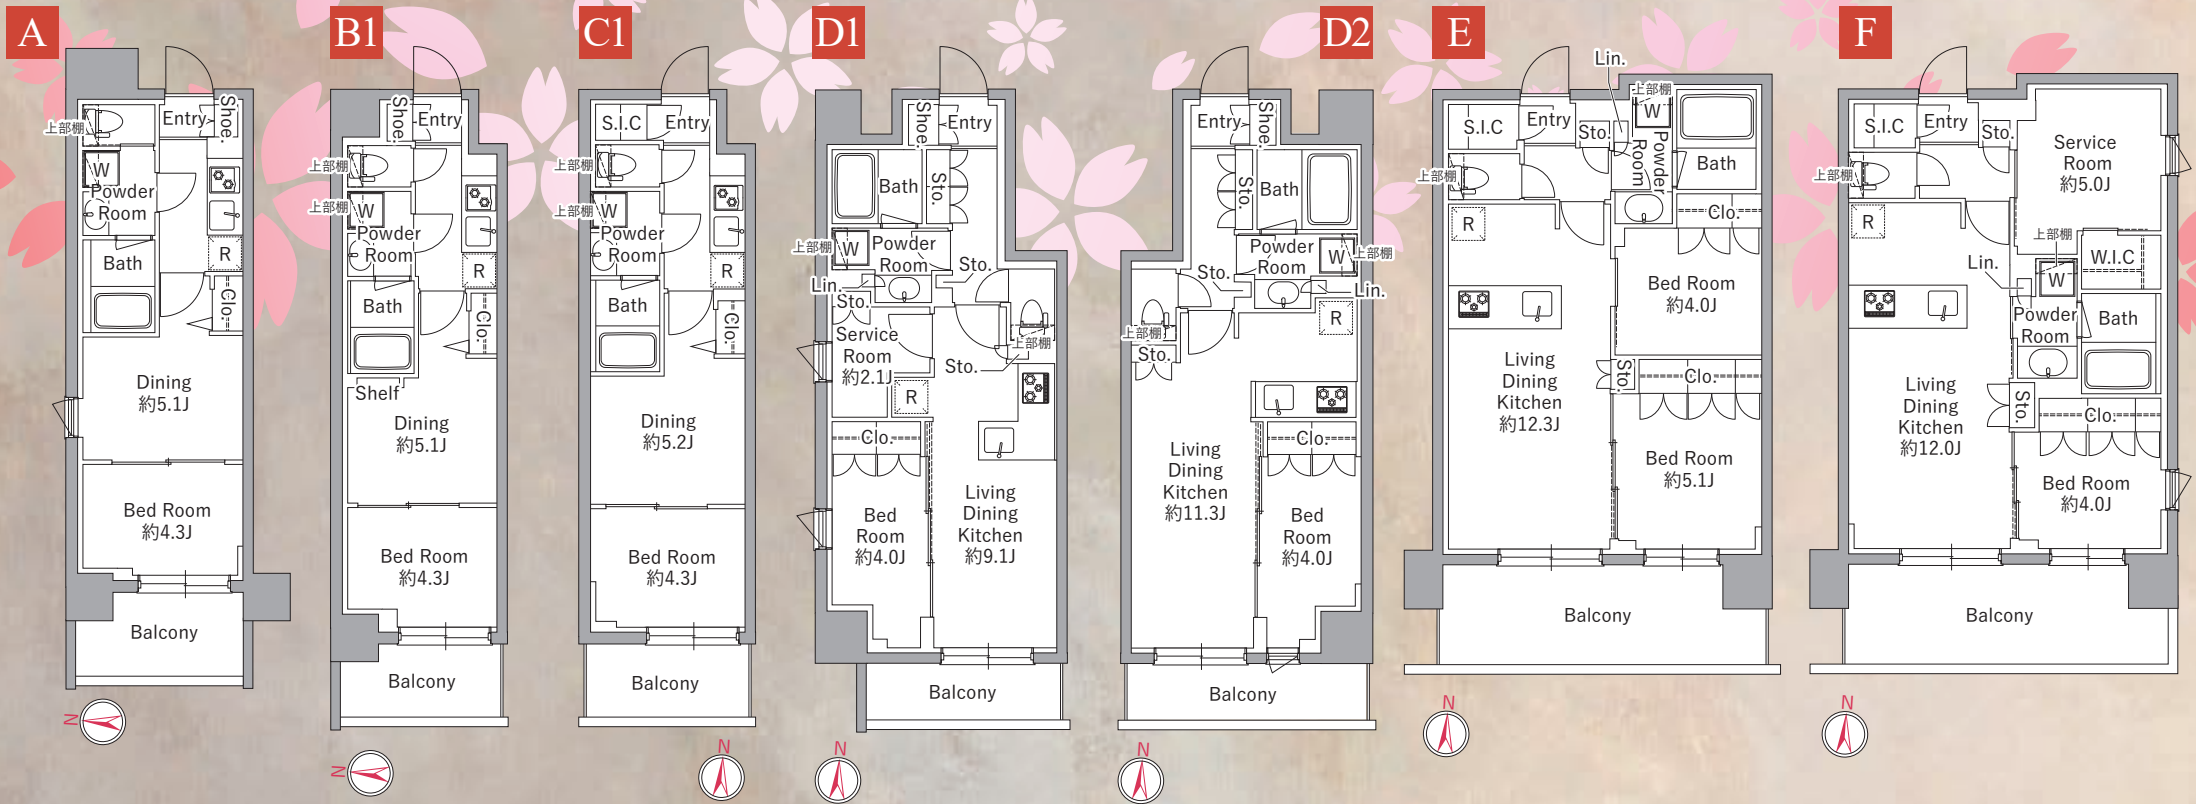 A
上部棚
Entry
Shoe.
W
Powder
Room
R
Bath
Clo.
Dining
約5.1J
Bed Room
約4.3J
Balcony
N
B1
Shoe.
Entry
上部棚
上部棚
W
Powder
Room
R
Bath
Clo.
Shelf
Dining
約5.1J
Bed Room
約4.3J
Balcony
N
C1
S.I.C
Entry
上部棚
上部棚
W
Powder
Room
R
Bath
Clo.
Dining
約5.2J
Bed Room
約4.3J
Balcony
N
D1
Shoe.
Entry
Bath
Sto.
上部棚
W
Powder
Room
Sto.
Lin.
Sto.
Service
Room
約2.1J
上部棚
Sto.
R
Clo.
Bed
Room
約4.0J
Living
Dining
Kitchen
約9.1J
Balcony
N
D2
Entry
Shoe.
Sto.
Bath
Powder
Room
W
上部棚
Sto.
Lin.
上部棚
R
Sto.
Clo.
Living
Dining
Kitchen
約11.3J
Bed
Room
約4.0J
Balcony
N
E
Lin.
上部棚
S.I.C
Entry
Sto.
W
Powder
Room
Bath
上部棚
R
Clo.
Bed Room
約4.0J
Living
Dining
Kitchen
約12.3J
Sto.
Clo.
Bed Room
約5.1J
Balcony
N
F
S.I.C
Entry
Sto.
Service
Room
約5.0J
上部棚
R
上部棚
W.I.C
Lin.
W
Powder
Room
Bath
Living
Dining
Kitchen
約12.0J
Sto.
Clo.
Bed Room
約4.0J
Balcony
N